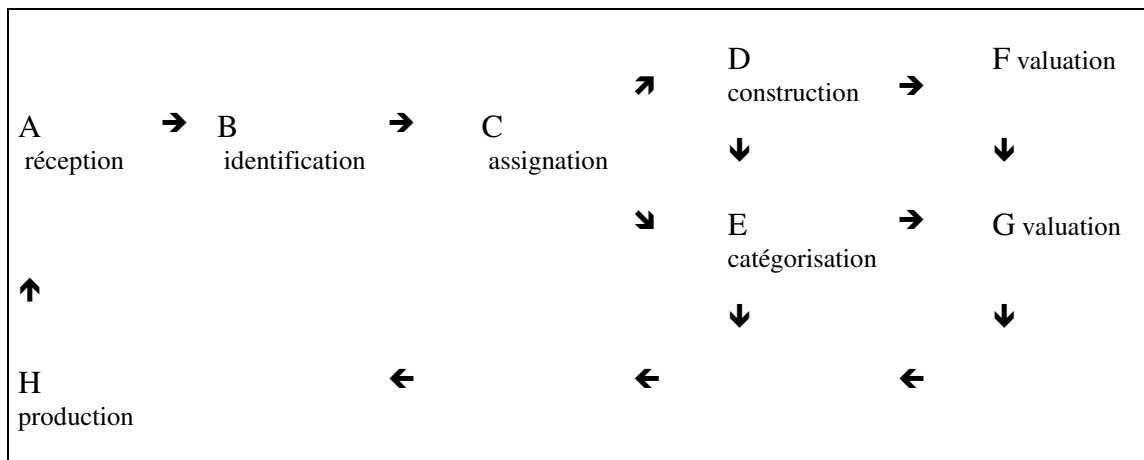 D
F valuation
construction
A
B
C
réception
identification
assignation
E
G valuation
catégorisation
H
production